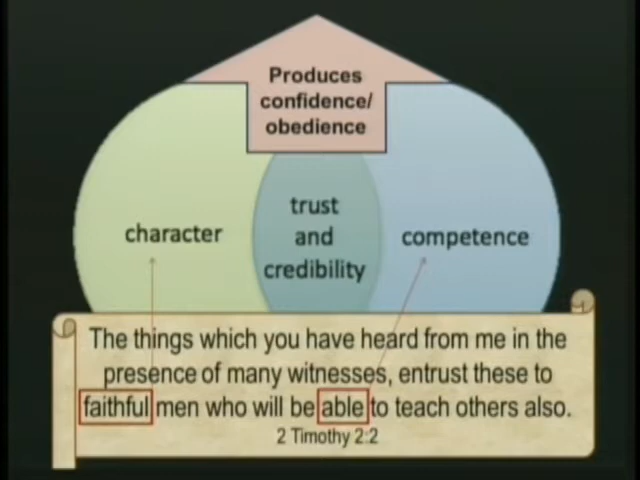 Produces
confidence/
obedience
character
trust
and
credibility
competence
The things which you have heard from me in the
presence of many witnesses, entrust these to
faithful men who will be able to teach others also.
2 Timothy 2:2